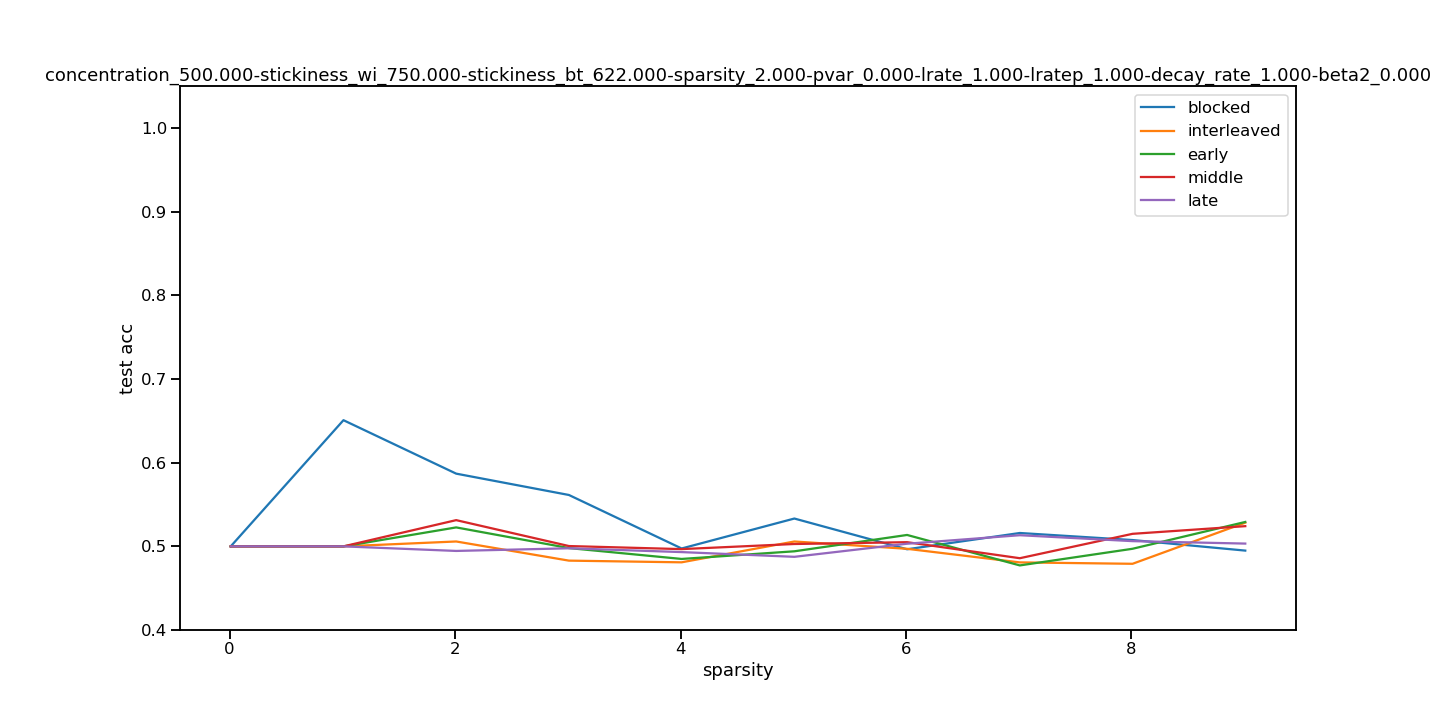 concentration_500.000-stickiness_wi_750.000-stickiness_bt_622.000-sparsity_2.000-pvar_0.000-lrate_1.000-lratep_1.000-decay_rate_1.000-beta2_0.000
blocked
interleaved
early
middle
late
1.0
0.9
0.8
0.7
0.6
0.5
0.4
test acc
0 2 4 6 8
sparsity